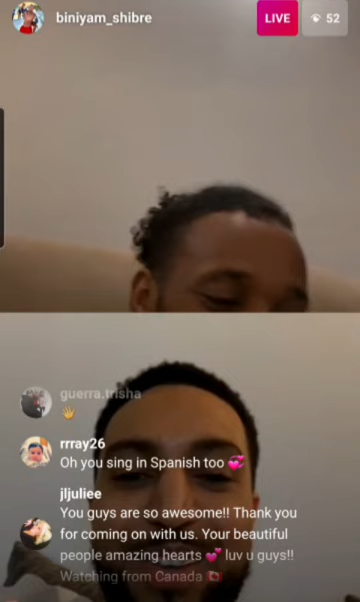 biniyam_shibre
LIVE
52
guerra.trisha
👋
rrray26
Oh you sing in Spanish too 💞
jljuliee
You guys are so awesome!! Thank you
for coming on with us. Your beautiful
people amazing hearts 💕 luv u guys!!
Watching from Canada 🇨🇦